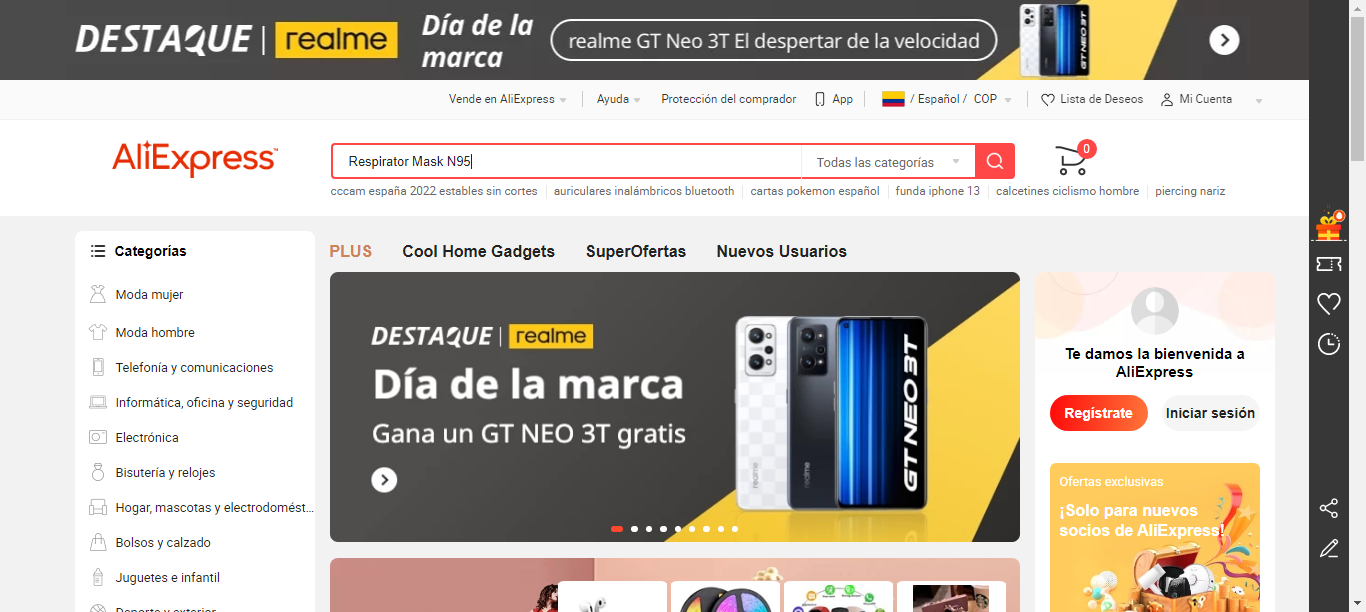 DESTAQUE | realme
Día de la
marca
realme GT Neo 3T El despertar de la velocidad
GT NEO 3T
Vende en AliExpress
Ayuda
Protección del comprador
App
/ Español / COP
Lista de Deseos
Mi Cuenta
AliExpress™
Respirator Mask N95
Todas las categorías
0
cccam españa 2022 estables sin cortes
auriculares inalámbricos bluetooth
cartas pokemon español
funda iphone 13
calcetines ciclismo hombre
piercing nariz
Categorías
Moda mujer
Moda hombre
Telefonía y comunicaciones
Informática, oficina y seguridad
Electrónica
Bisutería y relojes
Hogar, mascotas y electrodomést...
Bolsos y calzado
Juguetes e infantil
Deporte y exterior
PLUS
Cool Home Gadgets
SuperOfertas
Nuevos Usuarios
DESTAQUE | realme
Día de la marca
Gana un GT NEO 3T gratis
realme
realme
GT NEO 3T
Te damos la bienvenida a
AliExpress
Regístrate
Iniciar sesión
Ofertas exclusivas
¡Solo para nuevos
socios de AliExpress!